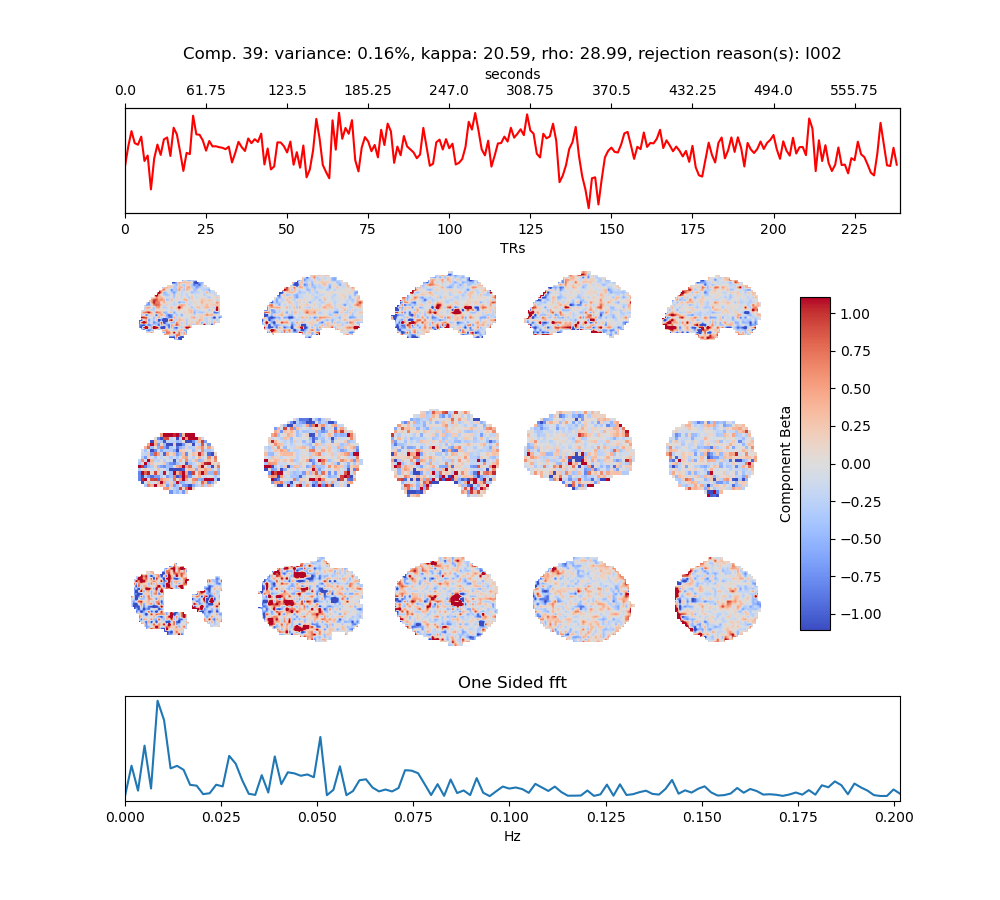 Comp. 39: variance: 0.16%, kappa: 20.59, rho: 28.99, rejection reason(s): I002
seconds
0.0 61.75 123.5 185.25 247.0 308.75 370.5 432.25 494.0 555.75
0 25 50 75 100 125 150 175 200 225
TRs
1.00
0.75
0.50
0.25
0.00
−0.25
−0.50
−0.75
−1.00
Component Beta
One Sided fft
0.000 0.025 0.050 0.075 0.100 0.125 0.150 0.175 0.200
Hz